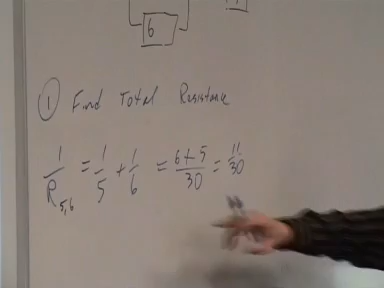 6
① Find Total Resistance
1/R5,6 = 1/5 + 1/6 = (6+5)/30 = 11/30